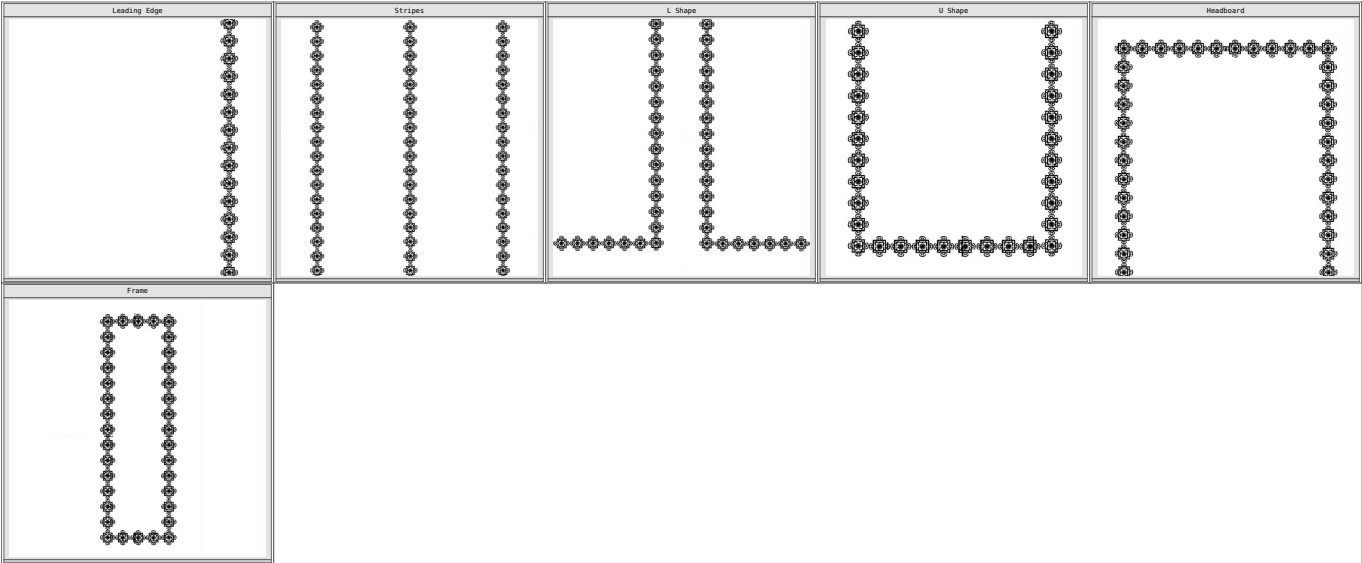 Leading Edge
Stripes
L Shape
U Shape
Headboard
Frame